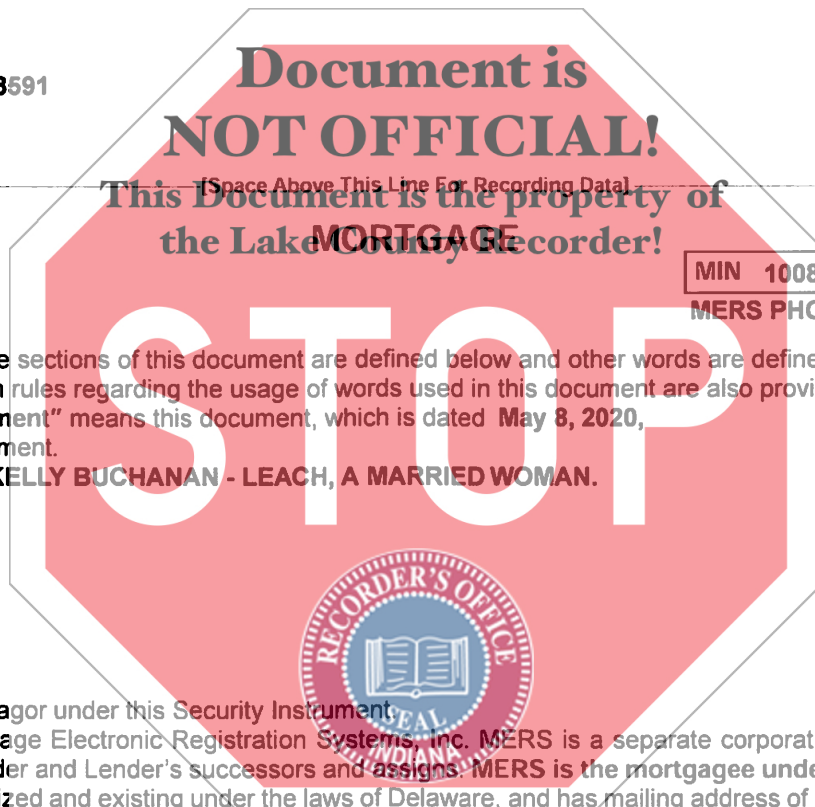 8591
Document is
NOT OFFICIAL!
[Space Above This Line For Recording Data]
This Document is the property of
MORTGAGE
the Lake County Recorder!
MIN 1008
MERS PHO
STOP
e sections of this document are defined below and other words are define
n rules regarding the usage of words used in this document are also provi
ment" means this document, which is dated May 8, 2020,
ment.
KELLY BUCHANAN - LEACH, A MARRIED WOMAN.
RECORDER'S OFFICE
SEAL
INDIANA
agor under this Security Instrument.
age Electronic Registration Systems, Inc. MERS is a separate corporat
der and Lender's successors and assigns. MERS is the mortgagee unde
ized and existing under the laws of Delaware, and has mailing address of